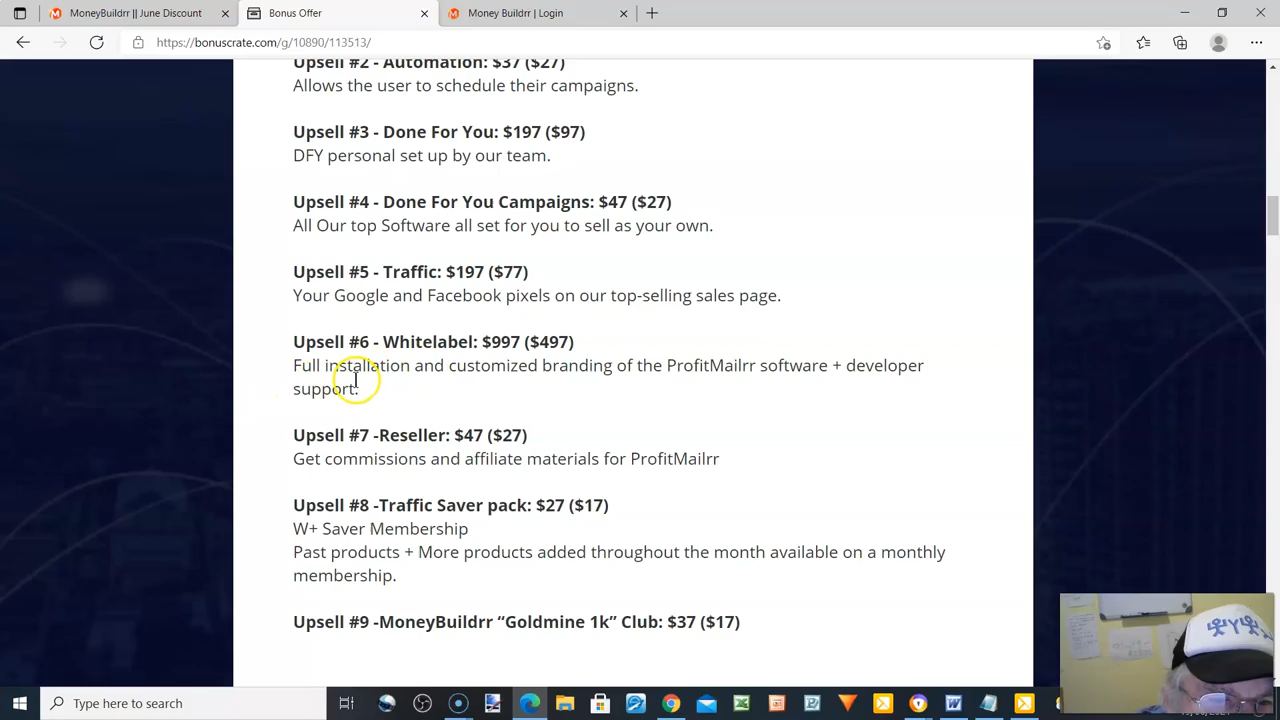 MoneyBuildrr || June Discount
Bonus Offer
Money Buildrr | Login
https://bonuscrate.com/g/10890/113513/
Upsell #2 - Automation: $37 ($27)
Allows the user to schedule their campaigns.
Upsell #3 - Done For You: $197 ($97)
DFY personal set up by our team.
Upsell #4 - Done For You Campaigns: $47 ($27)
All Our top Software all set for you to sell as your own.
Upsell #5 - Traffic: $197 ($77)
Your Google and Facebook pixels on our top-selling sales page.
Upsell #6 - Whitelabel: $997 ($497)
Full installation and customized branding of the ProfitMailrr software + developer
support.
Upsell #7 -Reseller: $47 ($27)
Get commissions and affiliate materials for ProfitMailrr
Upsell #8 -Traffic Saver pack: $27 ($17)
W+ Saver Membership
Past products + More products added throughout the month available on a monthly
membership.
Upsell #9 -MoneyBuildrr “Goldmine 1k” Club: $37 ($17)
Type here to search